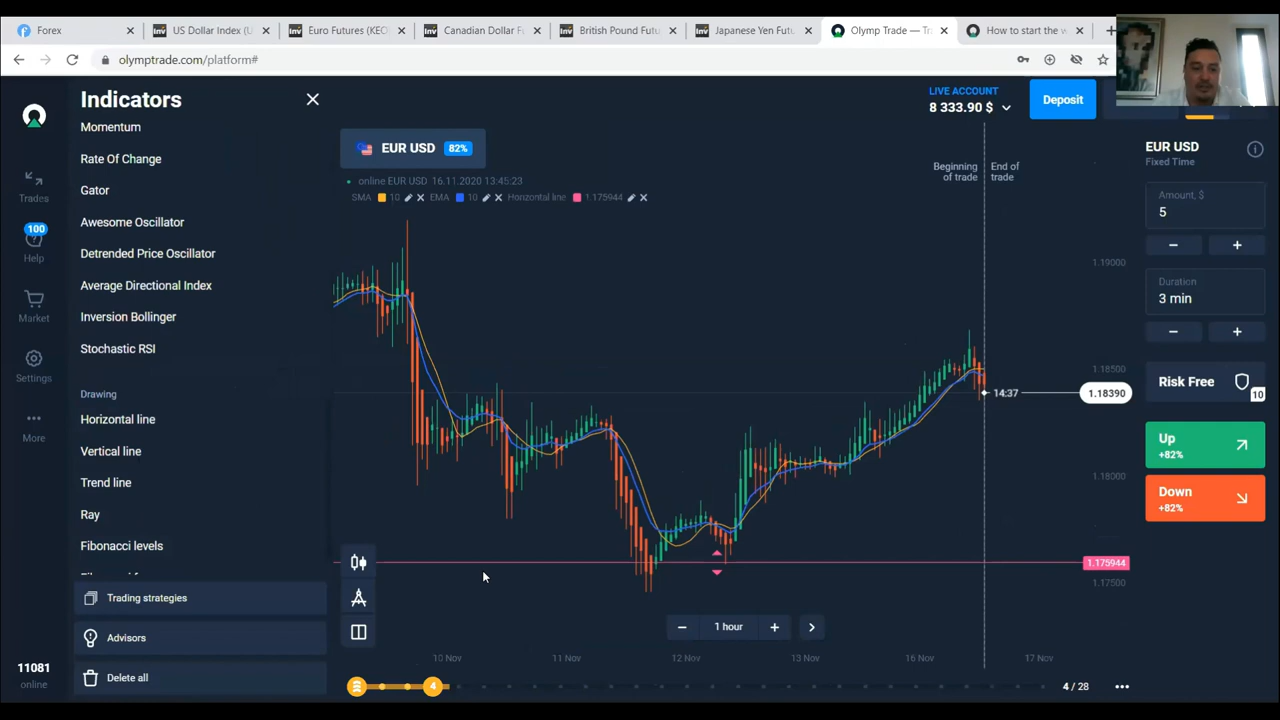 Forex
US Dollar Index (U
Euro Futures (KEO
Canadian Dollar F
British Pound Futu
Japanese Yen Futu
Olymp Trade — Tr
How to start the w
olymptrade.com/platform#
Indicators
Momentum
Rate Of Change
Gator
Awesome Oscillator
Detrended Price Oscillator
Average Directional Index
Inversion Bollinger
Stochastic RSI
Drawing
Horizontal line
Vertical line
Trend line
Ray
Fibonacci levels
Trading strategies
Advisors
Delete all
Trades
100
Help
Market
Settings
More
11081
online
EUR USD 82%
online EUR USD 16.11.2020 13:45:23
SMA 10 EMA 10 Horizontal line 1.175944
LIVE ACCOUNT
8 333.90 $
Deposit
Beginning of trade
End of trade
1.19000
1.18500
14:37
1.18390
1.18000
1.175944
1.17500
1 hour
10 Nov
11 Nov
12 Nov
13 Nov
16 Nov
17 Nov
4
4 / 28
EUR USD
Fixed Time
Amount, $
5
Duration
3 min
Risk Free
10
Up
+82%
Down
+82%